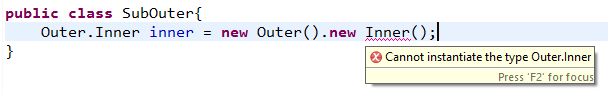 public class SubOuter{
Outer.Inner inner = new Outer().new Inner();
}
Cannot instantiate the type Outer.Inner
Press 'F2' for focus